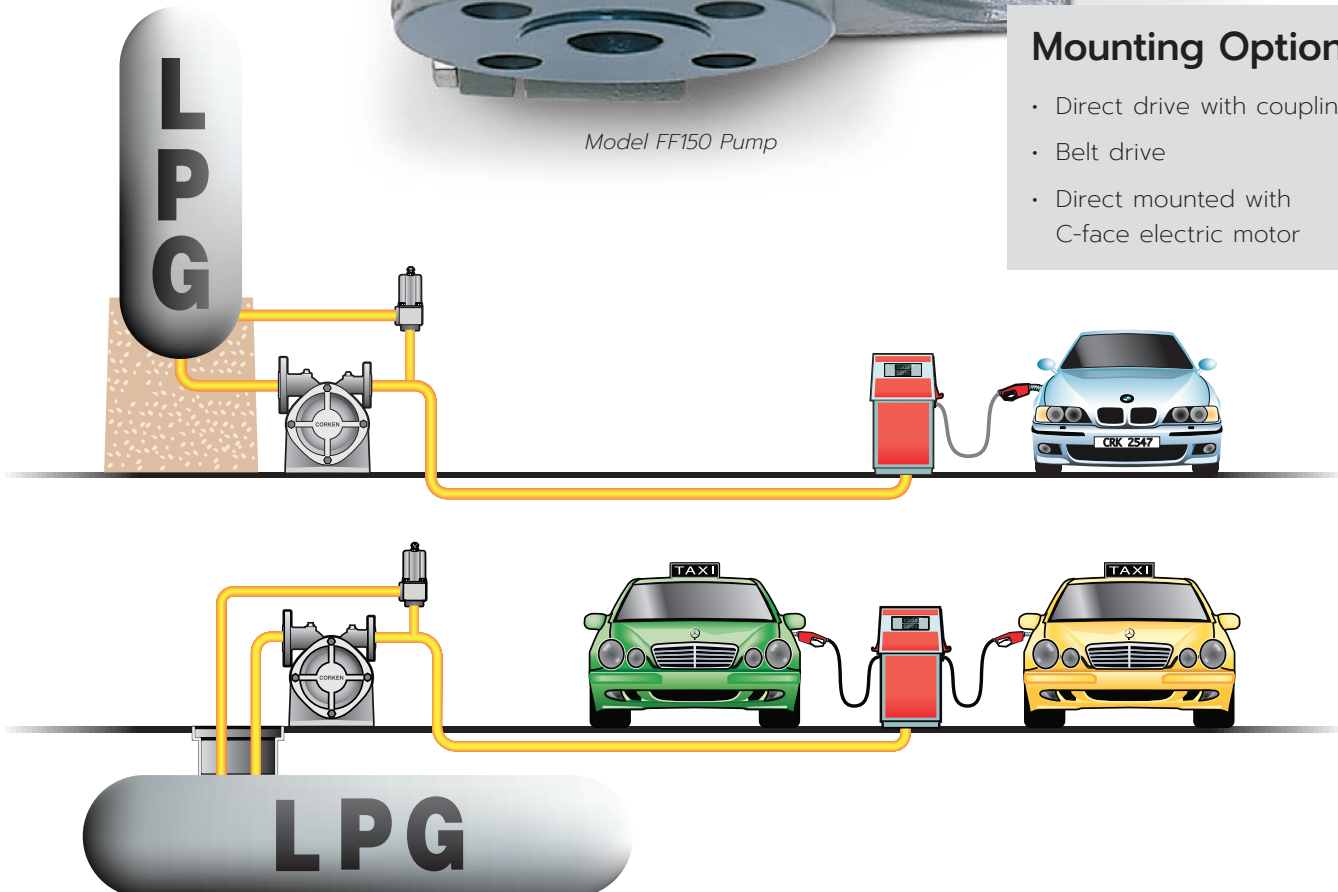 Mounting Option
• Direct drive with couplin
• Belt drive
• Direct mounted with
C-face electric motor
Model FF150 Pump
LPG
CORKEN
CRK 2547
TAXI
TAXI
CORKEN
LPG